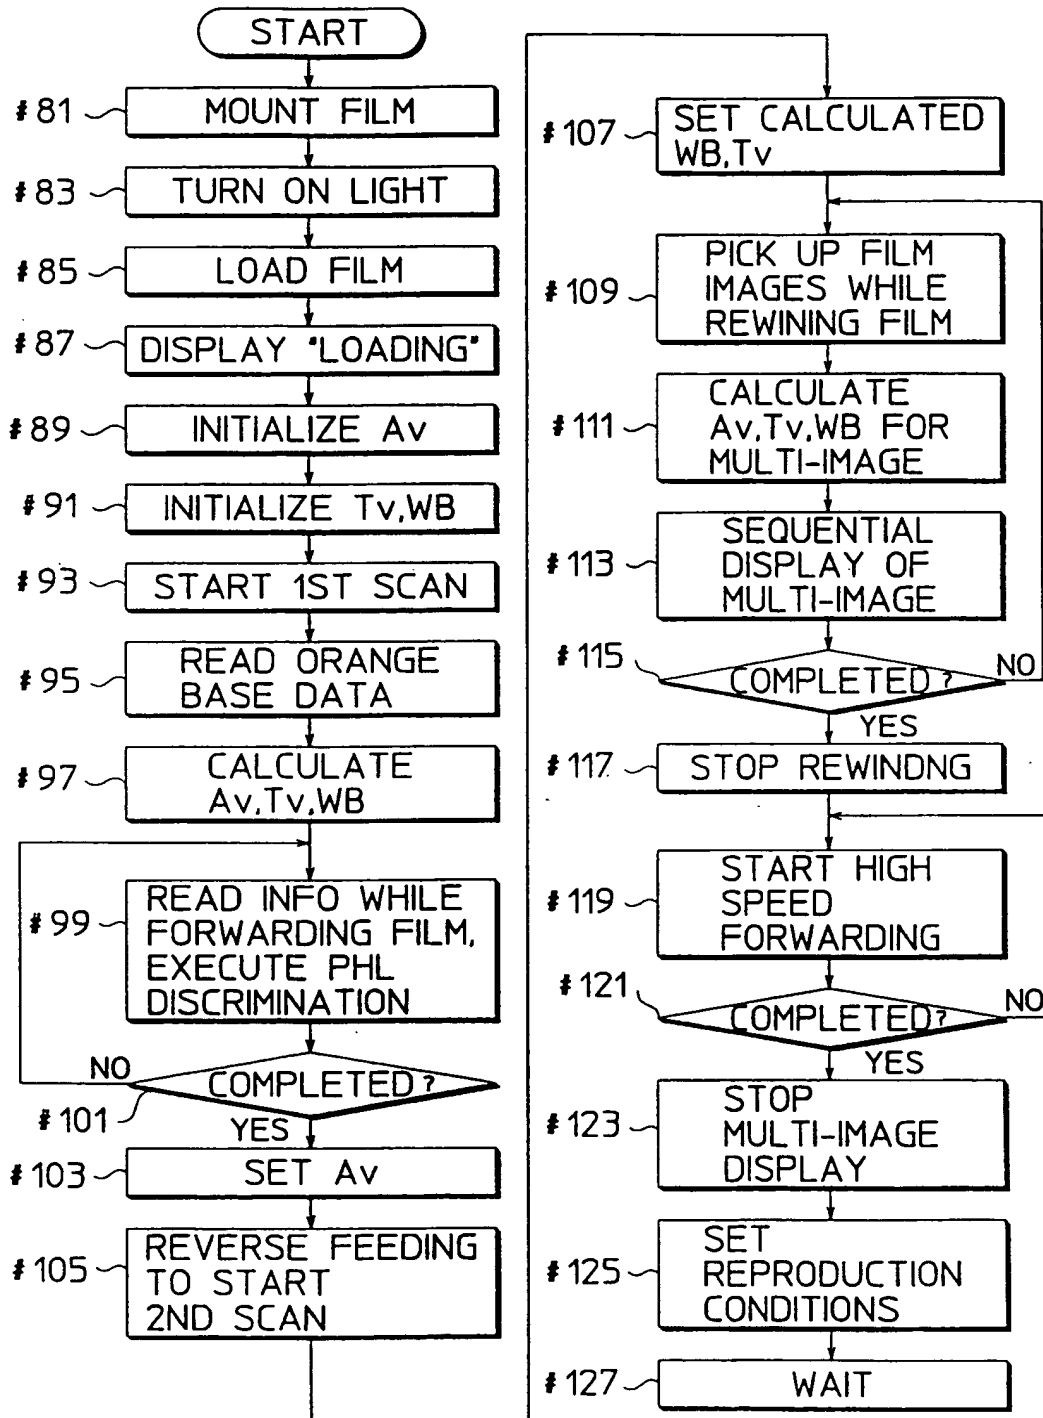 START
#81
MOUNT FILM
#83
TURN ON LIGHT
#85
LOAD FILM
#87
DISPLAY "LOADING"
#89
INITIALIZE Av
#91
INITIALIZE Tv,WB
#93
START 1ST SCAN
#95
READ ORANGE
BASE DATA
#97
CALCULATE
Av,Tv,WB
#99
READ INFO WHILE
FORWARDING FILM,
EXECUTE PHL
DISCRIMINATION
NO
COMPLETED?
#101
YES
#103
SET Av
#105
REVERSE FEEDING
TO START
2ND SCAN
#107
SET CALCULATED
WB,Tv
#109
PICK UP FILM
IMAGES WHILE
REWINING FILM
#111
CALCULATE
Av,Tv,WB FOR
MULTI-IMAGE
#113
SEQUENTIAL
DISPLAY OF
MULTI-IMAGE
#115
COMPLETED?
NO
YES
#117
STOP REWINDNG
#119
START HIGH
SPEED
FORWARDING
#121
COMPLETED?
NO
YES
#123
STOP
MULTI-IMAGE
DISPLAY
#125
SET
REPRODUCTION
CONDITIONS
#127
WAIT